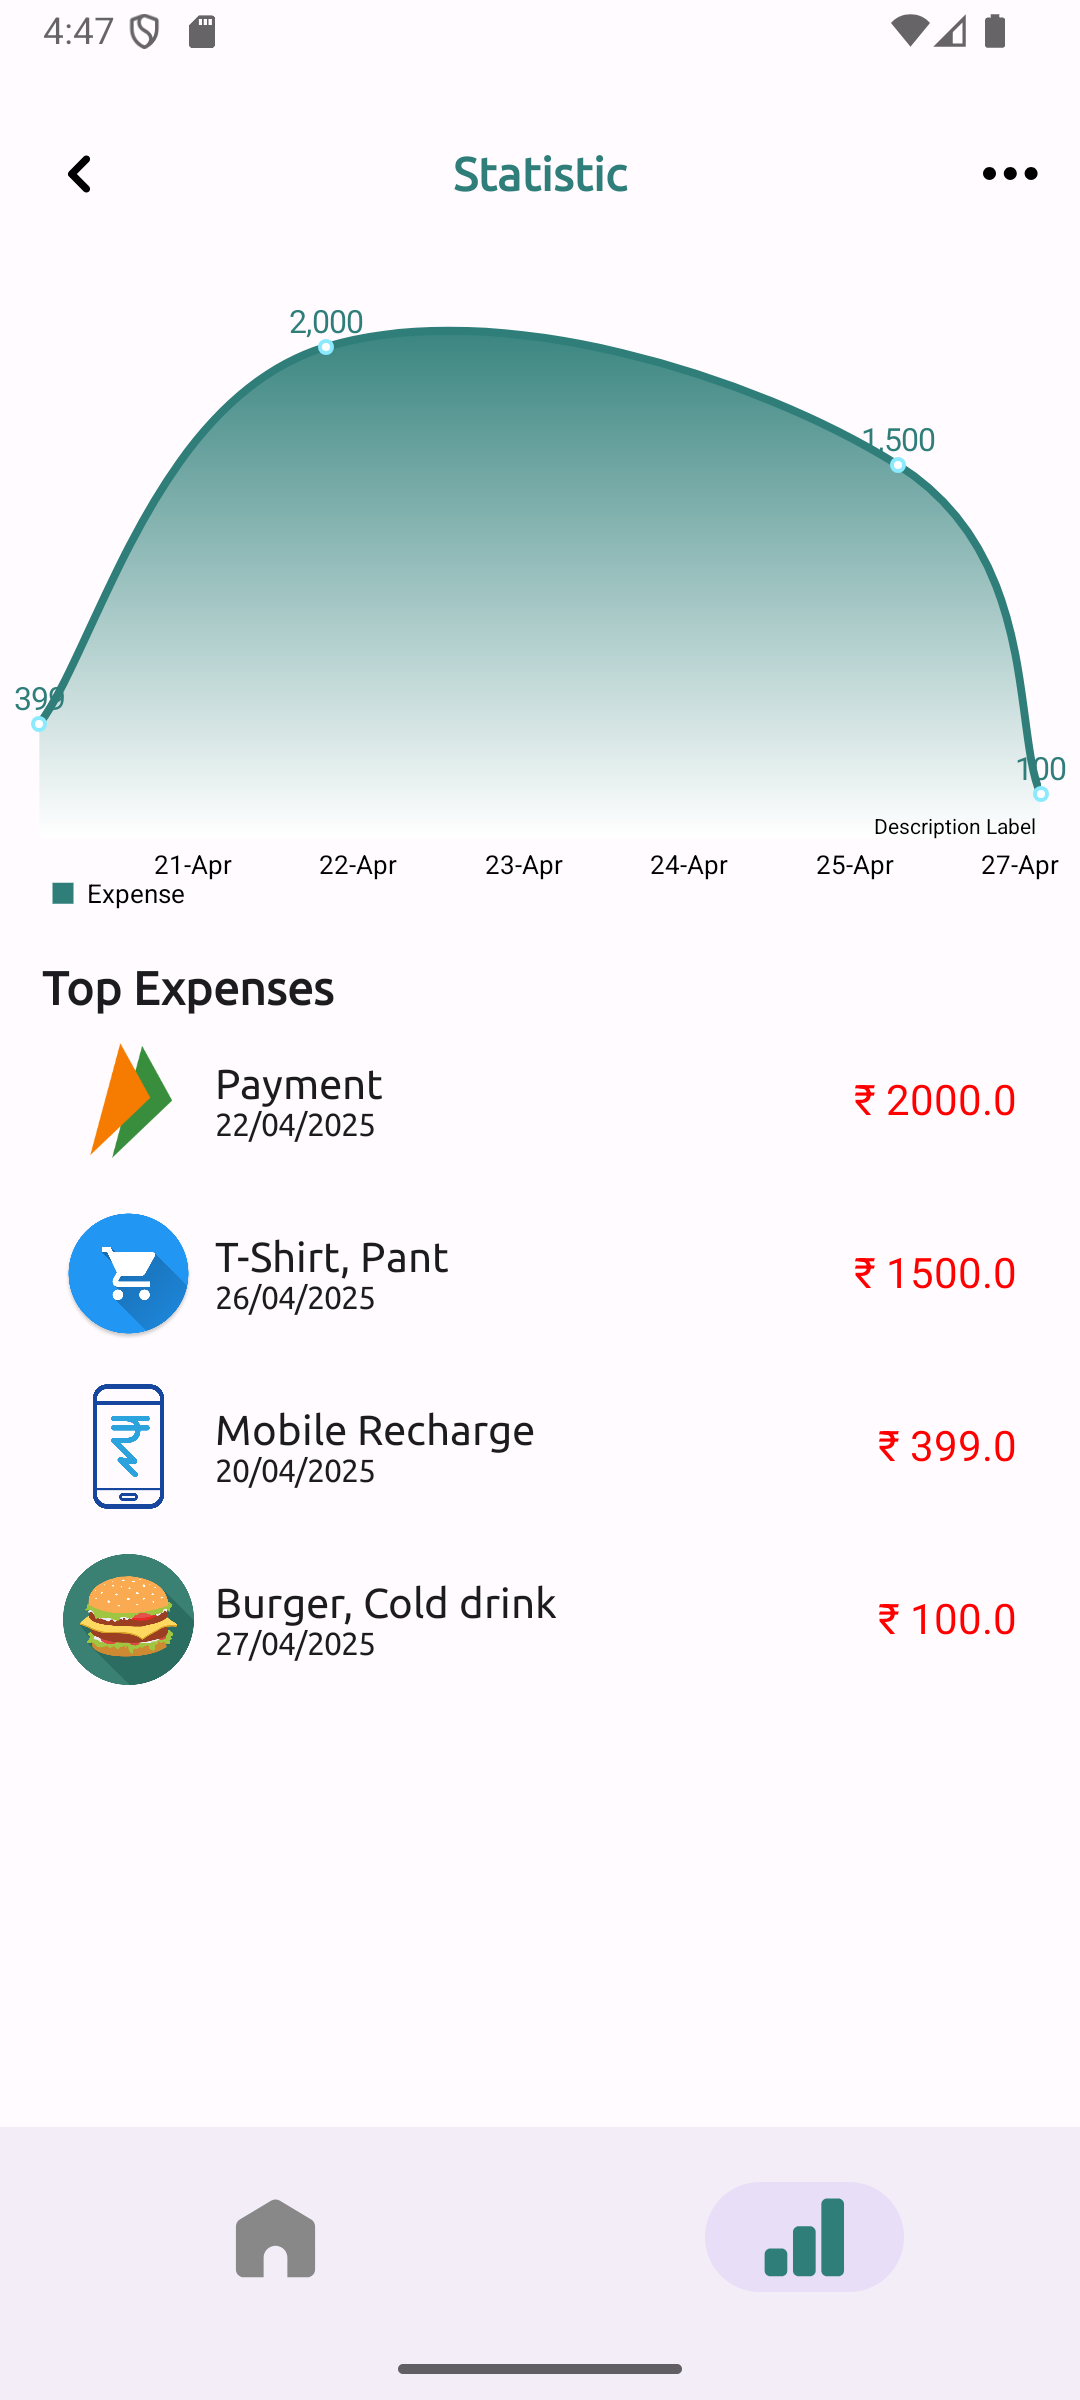 4:47
Statistic
2,000
1,500
399
100
Description Label
21-Apr 22-Apr 23-Apr 24-Apr 25-Apr 27-Apr
Expense
Top Expenses
Payment
22/04/2025
₹ 2000.0
T-Shirt, Pant
26/04/2025
₹ 1500.0
Mobile Recharge
20/04/2025
₹ 399.0
Burger, Cold drink
27/04/2025
₹ 100.0